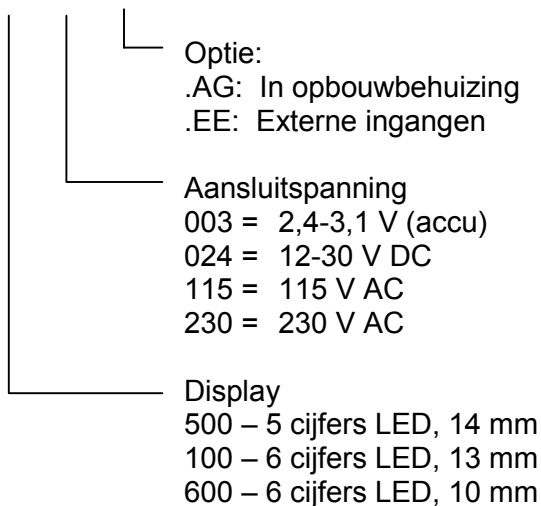 Optie:
.AG: In opbouwbehuizing
.EE: Externe ingangen
Aansluitspanning
003 = 2,4-3,1 V (accu)
024 = 12-30 V DC
115 = 115 V AC
230 = 230 V AC
Display
500 – 5 cijfers LED, 14 mm
100 – 6 cijfers LED, 13 mm
600 – 6 cijfers LED, 10 mm